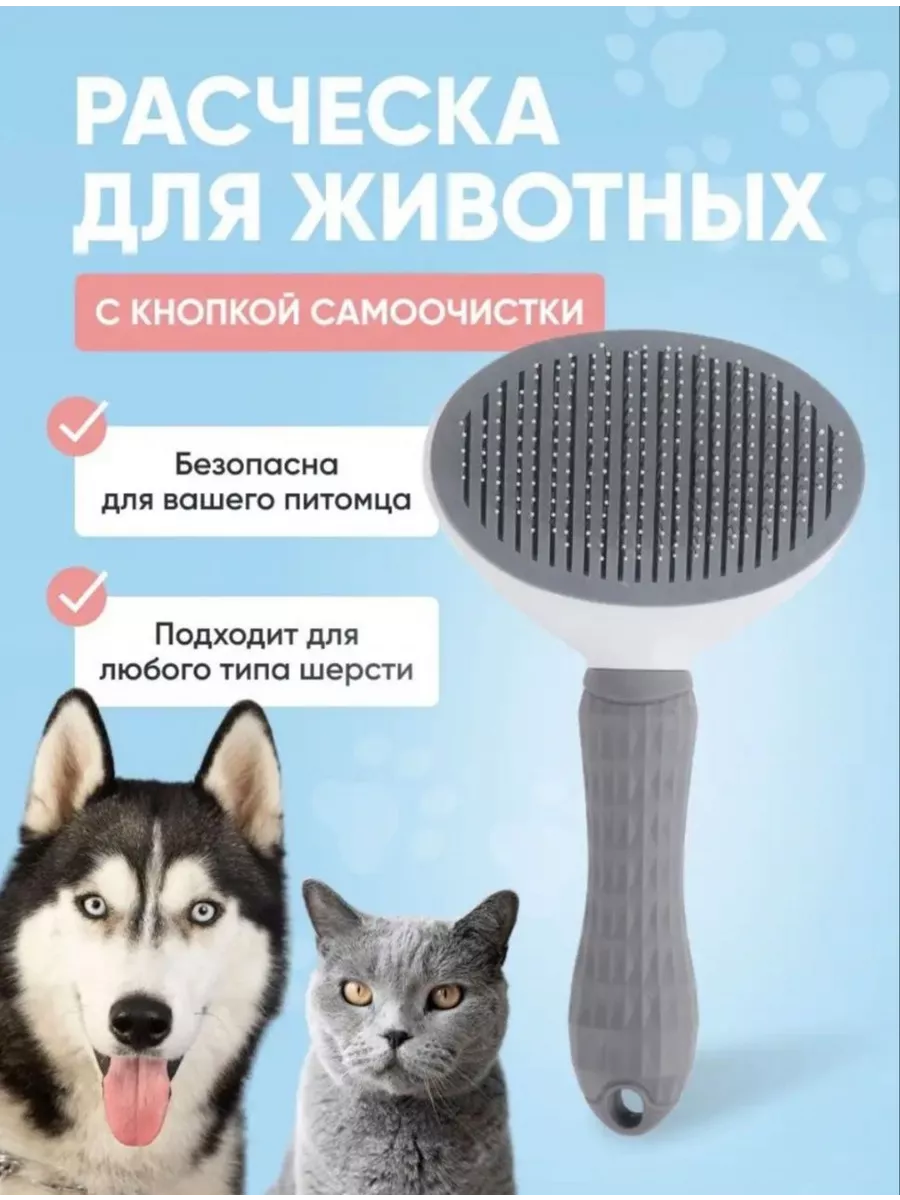 РАСЧЕСКА
ДЛЯ ЖИВОТНЫХ
С КНОПКОЙ САМООЧИСТКИ
Безопасна
для вашего питомца
Подходит для
любого типа шерсти